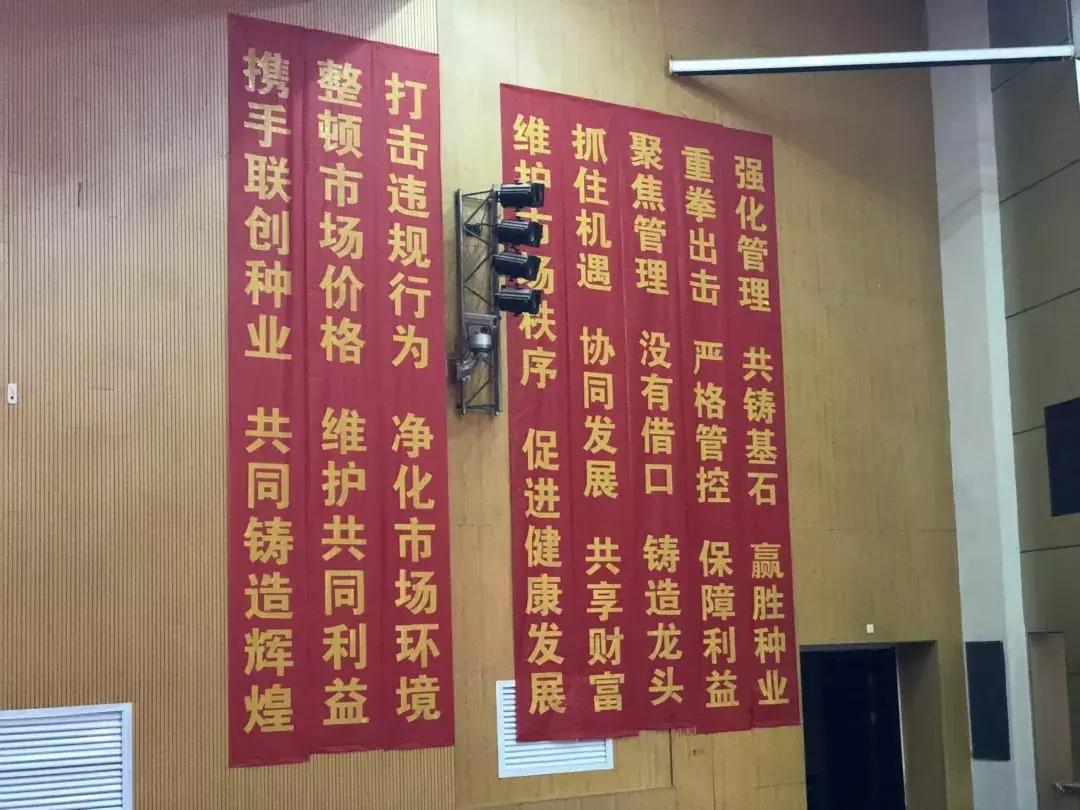 携手联创种业 共同铸造辉煌
整顿市场价格 维护共同利益
打击违规行为 净化市场环境
维护市场秩序 促进健康发展
抓住机遇 协同发展 共享财富
聚焦管理 没有借口 铸造龙头
重拳出击 严格管控 保障利益
强化管理 共铸基石 赢胜种业